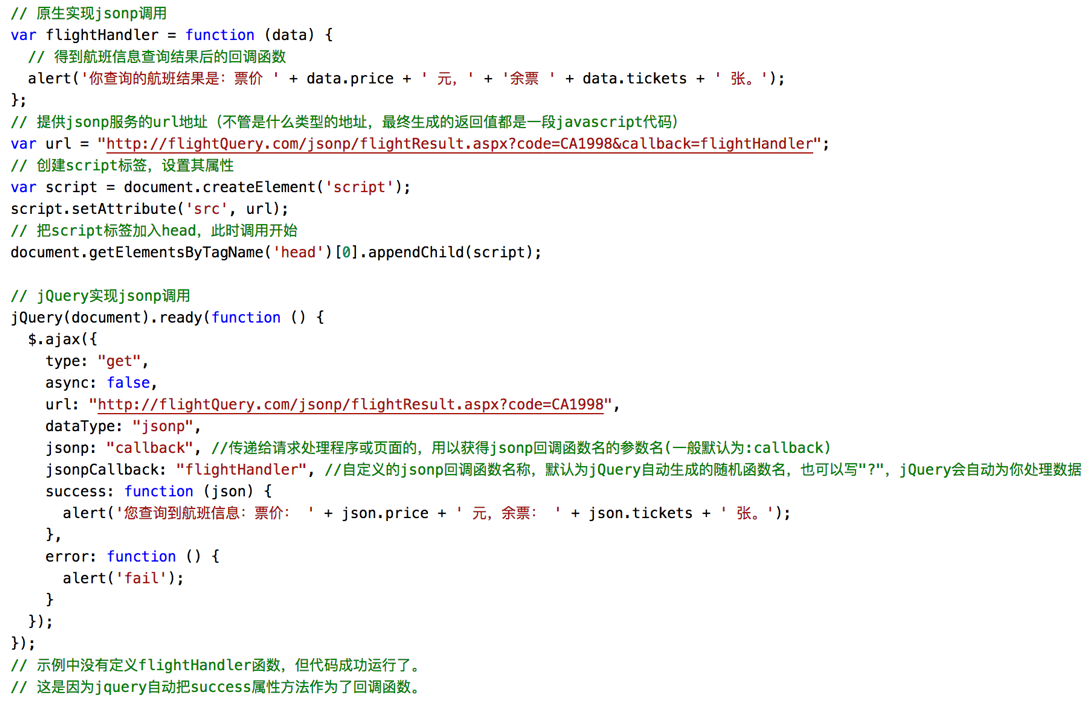 // 原生实现jsonp调用
var flightHandler = function (data) {
  // 得到航班信息查询结果后的回调函数
  alert('你查询的航班结果是：票价 ' + data.price + ' 元，' + '余票 ' + data.tickets + ' 张。');
};
// 提供jsonp服务的url地址（不管是什么类型的地址，最终生成的返回值都是一段javascript代码）
var url = "http://flightQuery.com/jsonp/flightResult.aspx?code=CA1998&callback=flightHandler";
// 创建script标签，设置其属性
var script = document.createElement('script');
script.setAttribute('src', url);
// 把script标签加入head，此时调用开始
document.getElementsByTagName('head')[0].appendChild(script);

// jQuery实现jsonp调用
jQuery(document).ready(function () {
  $.ajax({
    type: "get",
    async: false,
    url: "http://flightQuery.com/jsonp/flightResult.aspx?code=CA1998",
    dataType: "jsonp",
    jsonp: "callback", //传递给请求处理程序或页面的，用以获得jsonp回调函数名的参数名(一般默认为:callback)
    jsonpCallback: "flightHandler", //自定义的jsonp回调函数名称，默认为jQuery自动生成的随机函数名，也可以写"?"，jQuery会自动为你处理数据
    success: function (json) {
      alert('您查询到航班信息：票价： ' + json.price + ' 元，余票： ' + json.tickets + ' 张。');
    },
    error: function () {
      alert('fail');
    }
  });
});
// 示例中没有定义flightHandler函数，但代码成功运行了。
// 这是因为jquery自动把success属性方法作为了回调函数。